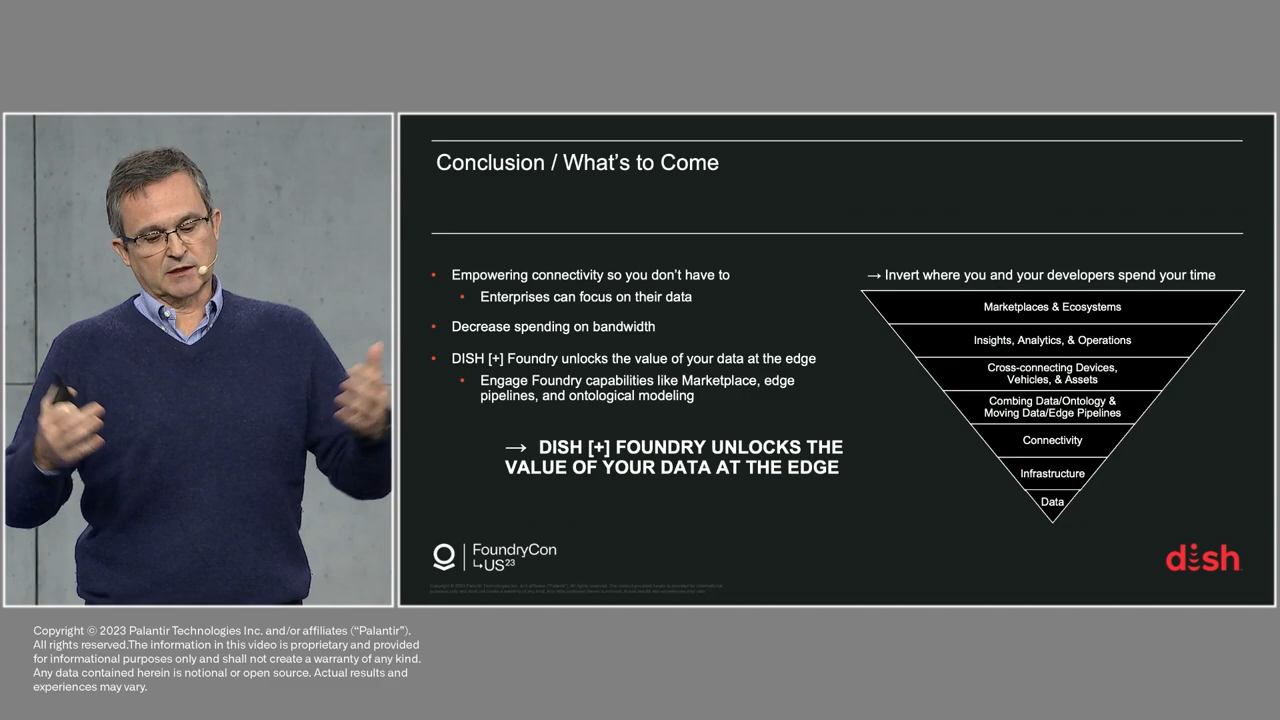 Conclusion / What's to Come
• Empowering connectivity so you don't have to
• Enterprises can focus on their data
• Decrease spending on bandwidth
• DISH [+] Foundry unlocks the value of your data at the edge
• Engage Foundry capabilities like Marketplace, edge
pipelines, and ontological modeling
→ DISH [+] FOUNDRY UNLOCKS THE
VALUE OF YOUR DATA AT THE EDGE
→ Invert where you and your developers spend your time
Marketplaces & Ecosystems
Insights, Analytics, & Operations
Cross-connecting Devices,
Vehicles, & Assets
Combing Data/Ontology &
Moving Data/Edge Pipelines
Connectivity
Infrastructure
Data
FoundryCon
↳US23
dish
Copyright © 2023 Palantir Technologies Inc. and/or affiliates (“Palantir”).
All rights reserved.The information in this video is proprietary and provided
for informational purposes only and shall not create a warranty of any kind.
Any data contained herein is notional or open source. Actual results and
experiences may vary.